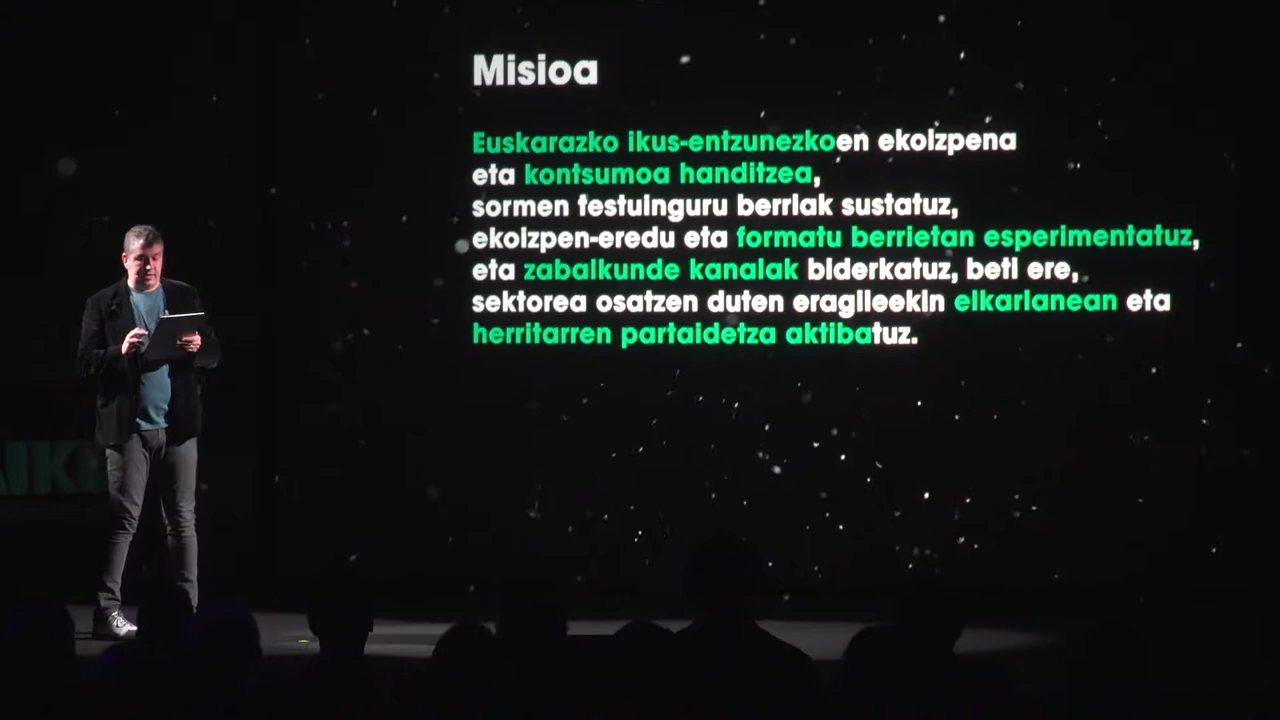 Misioa
Euskarazko ikus-entzunezkoen ekoizpena
eta kontsumoa handitzea,
sormen testuinguru berriak sustatuz,
ekoizpen-eredu eta formatu berrietan esperimentatuz,
eta zabalkunde kanalak biderkatuz, beti ere,
sektorea osatzen duten eragileekin elkarlanean eta
herritarren partaidetza aktibatuz.